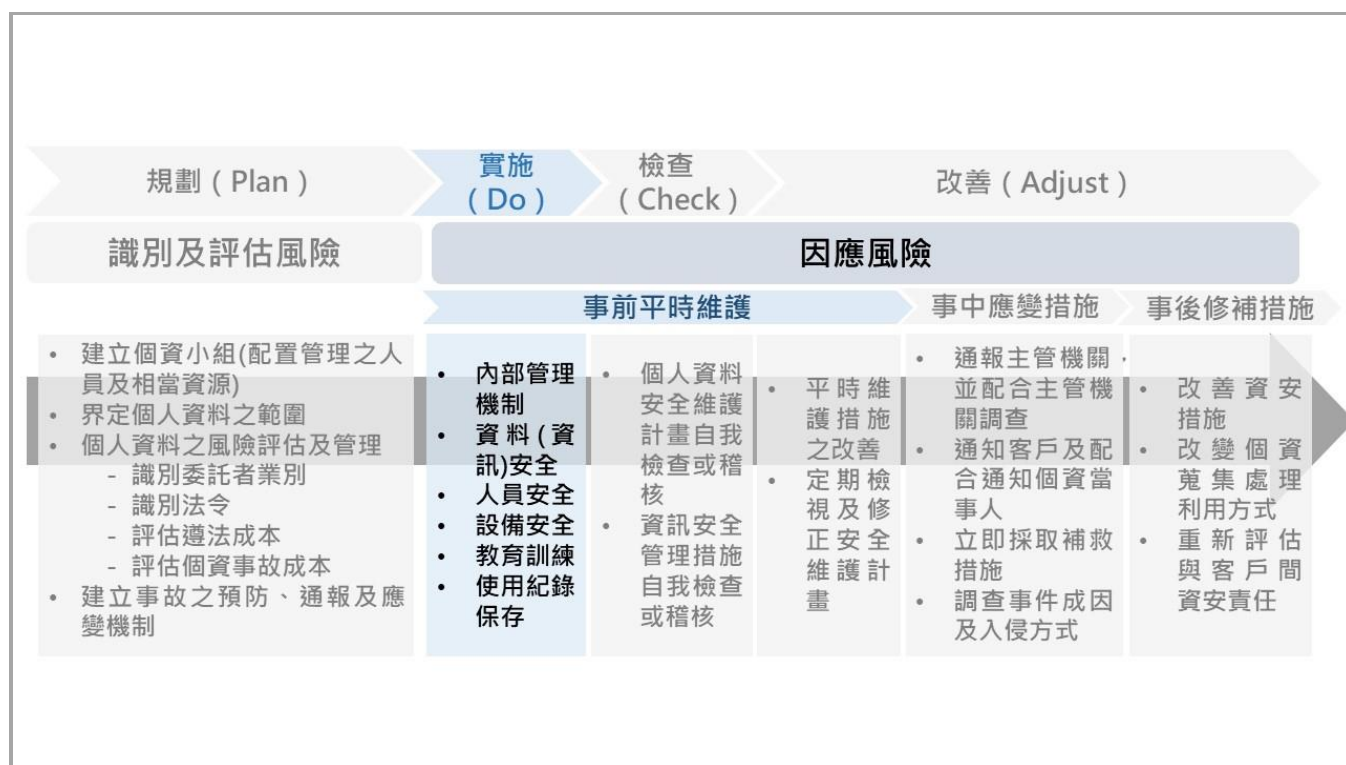 規劃（Plan）
實施
（Do）
檢查
（Check）
改善（Adjust）
識別及評估風險
因應風險
事前平時維護
事中應變措施
事後修補措施
• 建立個資小組(配置管理之人
員及相當資源)
• 界定個人資料之範圍
• 個人資料之風險評估及管理
- 識別委託者業別
- 識別法令
- 評估遵法成本
- 評估個資事故成本
• 建立事故之預防、通報及應
變機制
• 內部管理
機制
• 資料(資
訊)安全
• 人員安全
• 設備安全
• 教育訓練
• 使用紀錄
保存
• 個人資料
安全維護
計畫自我
檢查或稽
核
• 資訊安全
管理措施
自我檢查
或稽核
• 平時維
護措施
之改善
• 定期檢
視及修
正安全
維護計
畫
• 通報主管機關，
並配合主管機
關調查
• 通知客戶及配
合通知個資當
事人
• 立即採取補救
措施
• 調查事件成因
及入侵方式
• 改善資安
措施
• 改變個資
蒐集處理
利用方式
• 重新評估
與客戶間
資安責任